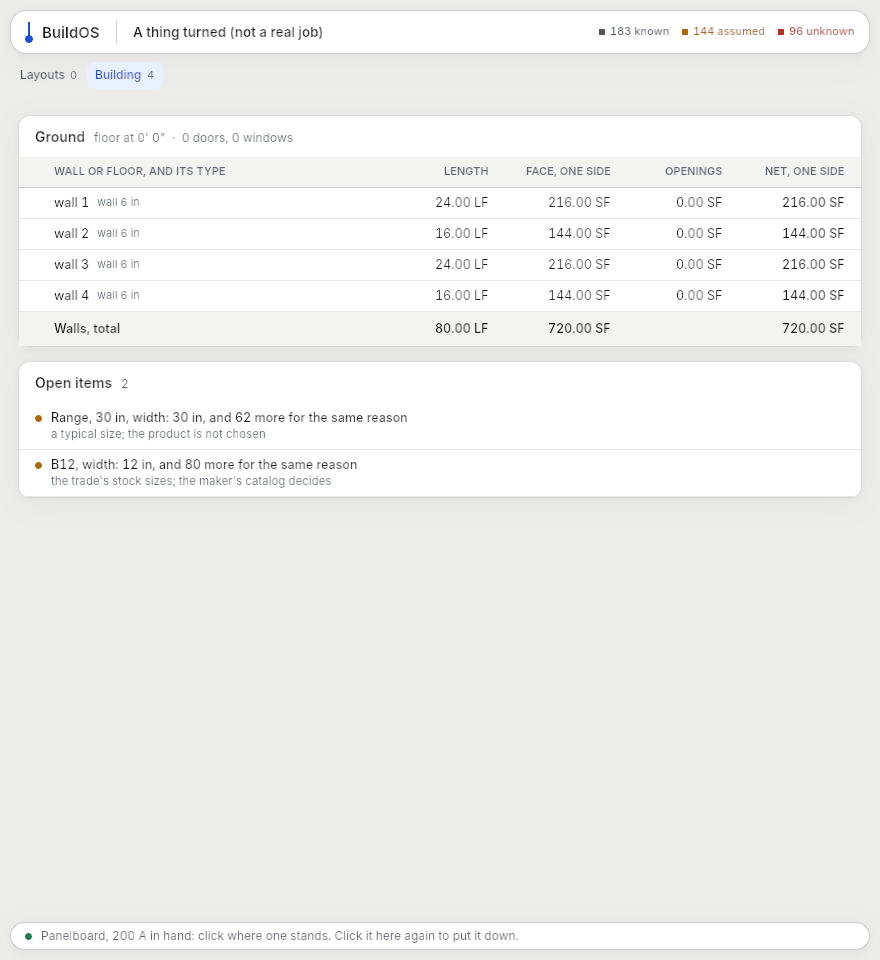 BuildOS
A thing turned (not a real job)
183 known
144 assumed
96 unknown
Layouts 0
Building 4
Ground floor at 0' 0" · 0 doors, 0 windows
WALL OR FLOOR, AND ITS TYPE LENGTH FACE, ONE SIDE OPENINGS NET, ONE SIDE
wall 1 wall 6 in 24.00 LF 216.00 SF 0.00 SF 216.00 SF
wall 2 wall 6 in 16.00 LF 144.00 SF 0.00 SF 144.00 SF
wall 3 wall 6 in 24.00 LF 216.00 SF 0.00 SF 216.00 SF
wall 4 wall 6 in 16.00 LF 144.00 SF 0.00 SF 144.00 SF
Walls, total 80.00 LF 720.00 SF 720.00 SF
Open items 2
Range, 30 in, width: 30 in, and 62 more for the same reason
a typical size; the product is not chosen
B12, width: 12 in, and 80 more for the same reason
the trade's stock sizes; the maker's catalog decides
Panelboard, 200 A in hand: click where one stands. Click it here again to put it down.